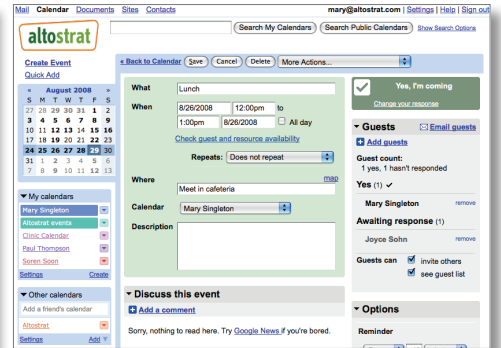 Mail Calendar Documents Sites Contacts
mary@altostrat.com | Settings | Help | Sign out
altostrat
Search My Calendars Search Public Calendars Show Search Options
Create Event
Quick Add
« Back to Calendar Save Cancel Delete More Actions...
« August 2008 »
S M T W T F S
27 28 29 30 31 1 2
3 4 5 6 7 8 9
10 11 12 13 14 15 16
17 18 19 20 21 22 23
24 25 26 27 28 29 30
31 1 2 3 4 5 6
7 8 9 10 11 12 13
My calendars
Mary Singleton
Altostrat events
Clinic Calendar
Paul Thompson
Soren Soon
Settings Create
Other calendars
Add a friend's calendar
Altostrat
Settings Add
What Lunch
When 8/26/2008 12:00pm to
1:00pm 8/26/2008 All day
Check guest and resource availability
Repeats: Does not repeat
Where map
Meet in cafeteria
Calendar Mary Singleton
Description
Discuss this event
Add a comment
Sorry, nothing to read here. Try Google News if you're bored.
Yes, I'm coming
Change your response
Guests Email guests
Add guests
Guest count:
1 yes, 1 hasn't responded
Yes (1)
Mary Singleton remove
Awaiting response (1)
Joyce Sohn remove
Guests can invite others
see guest list
Options
Reminder